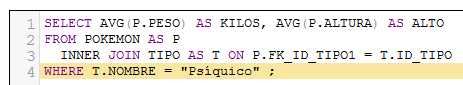 1 SELECT AVG(P.PESO) AS KILOS, AVG(P.ALTURA) AS ALTO
2 FROM POKEMON AS P
3   INNER JOIN TIPO AS T ON P.FK_ID_TIPO1 = T.ID_TIPO
4 WHERE T.NOMBRE = "Psíquico" ;